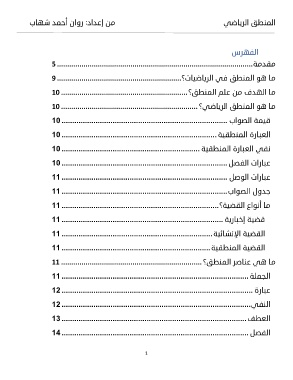 المنطق الرياضي من إعداد: روان أحمد شهاب
الفهرس
مقدمة 5
ما هو المنطق في الرياضيات؟ 9
ما الهدف من علم المنطق؟ 10
ما هو المنطق الرياضي؟ 10
قيمة الصواب 10
العبارة المنطقية 10
نفي العبارة المنطقية 10
عبارات الفصل 10
عبارات الوصل 11
جدول الصواب 11
ما أنواع القضية؟ 11
قضية إخبارية 11
القضية الإنشائية 11
القضية المنطقية 11
ما هي عناصر المنطق؟ 11
الجملة 11
عبارة 12
النفي 12
العطف 13
الفصل 14
1